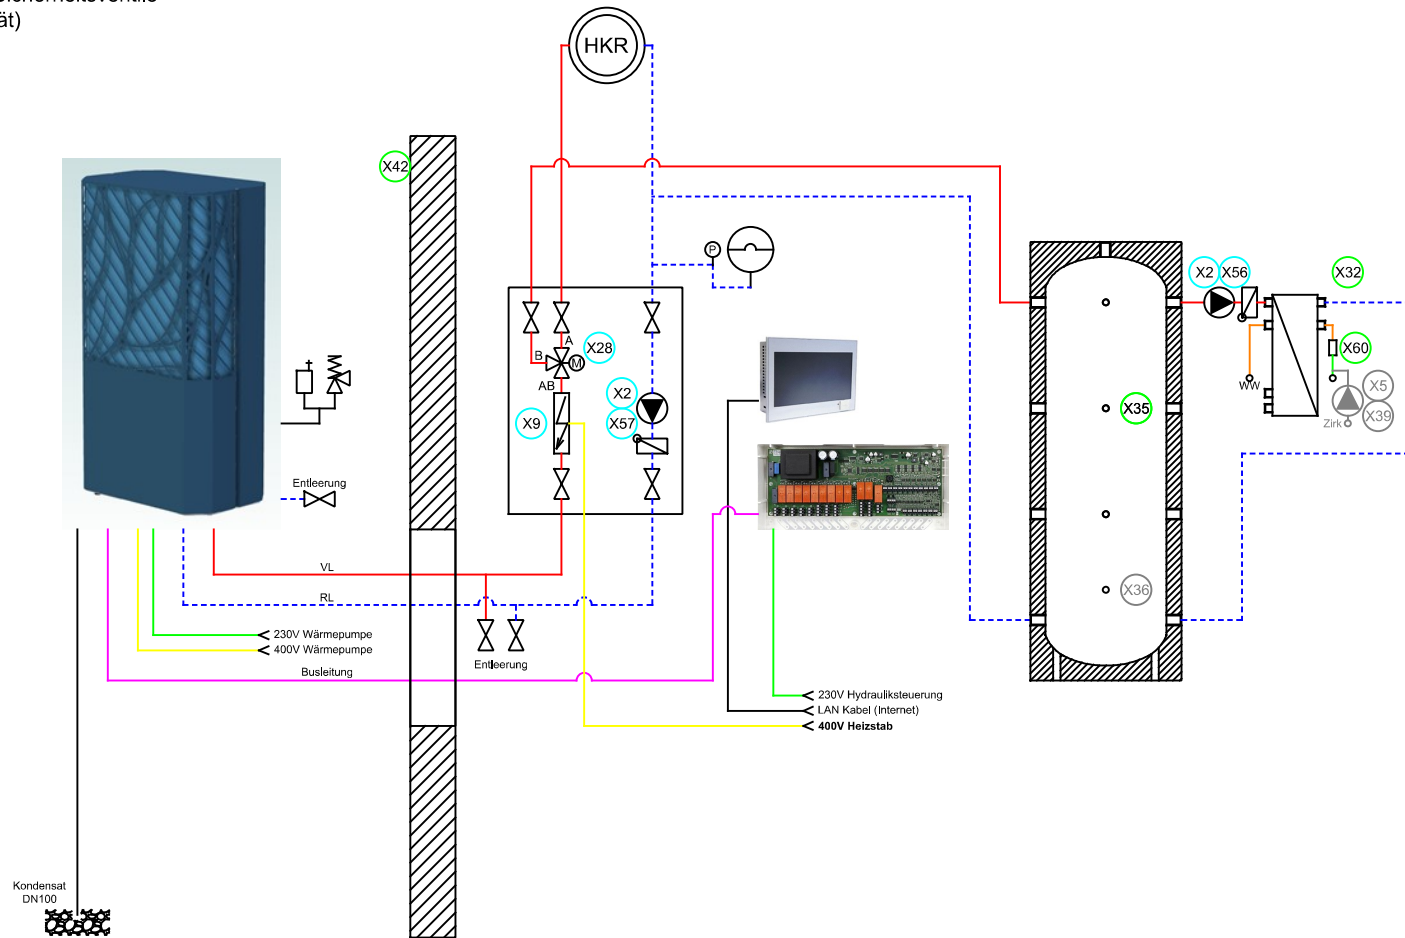 ät)
HKR
X42
P
X2
X56
X32
A
B
M
X28
AB
X60
X2
X5
WW
X9
X57
X35
X39
Zirk
Entleerung
VL
X36
RL
230V Wärmepumpe
400V Wärmepumpe
Entleerung
Busleitung
230V Hydrauliksteuerung
LAN Kabel (Internet)
400V Heizstab
Kondensat
DN100